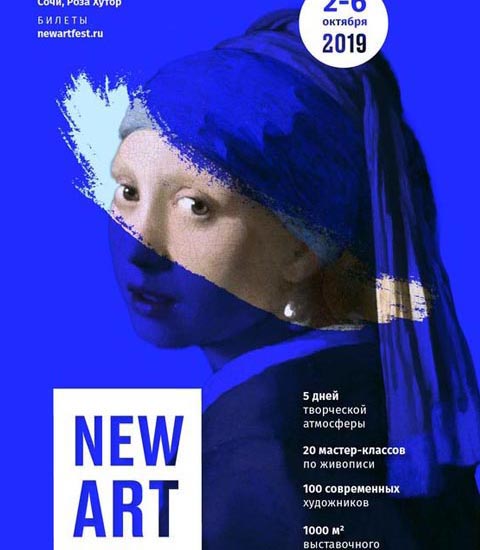 Сочи, Роза Хутор
БИЛЕТЫ
newartfest.ru
2–6
октября
2019
5 дней
творческой
атмосферы
20 мастер-классов
по живописи
100 современных
художников
1000 м²
выставочного
NEW
ART